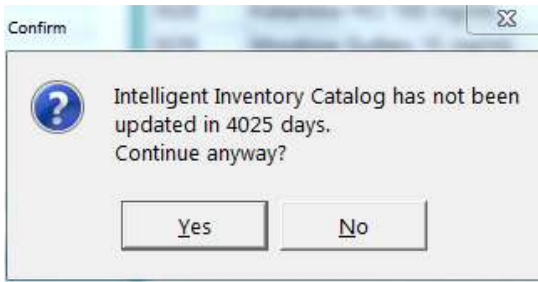 Confirm
Intelligent Inventory Catalog has not been
updated in 4025 days.
Continue anyway?
Yes
No